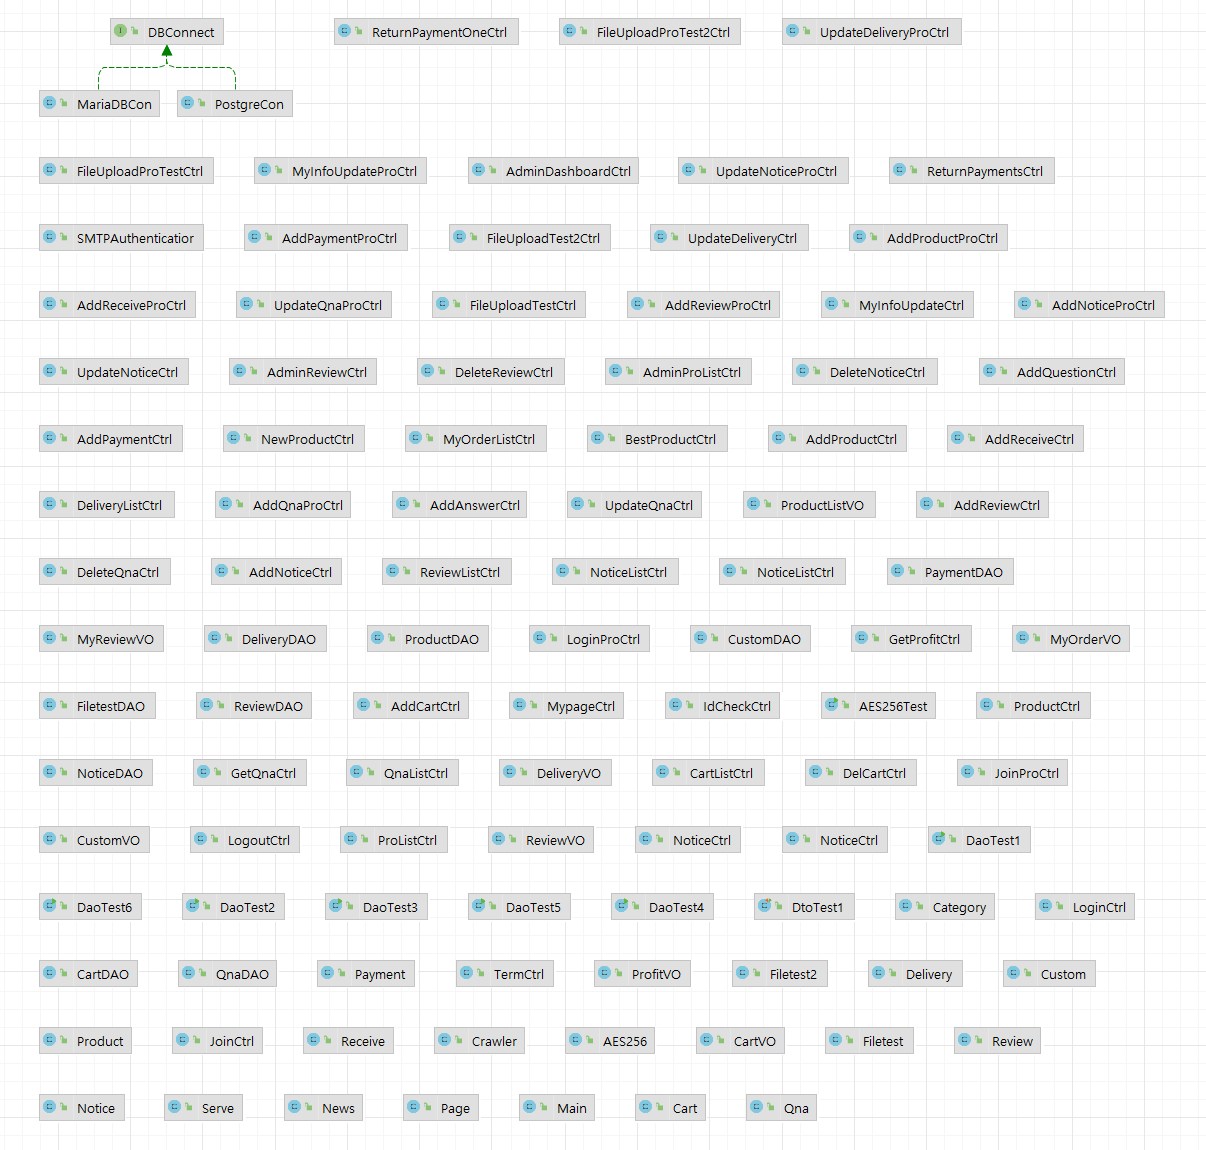 DBConnect ReturnPaymentOneCtrl FileUploadProTest2Ctrl UpdateDeliveryProCtrl
MariaDBCon PostgreCon
FileUploadProTestCtrl MyInfoUpdateProCtrl AdminDashboardCtrl UpdateNoticeProCtrl ReturnPaymentsCtrl
SMTPAuthenticatior AddPaymentProCtrl FileUploadTest2Ctrl UpdateDeliveryCtrl AddProductProCtrl
AddReceiveProCtrl UpdateQnaProCtrl FileUploadTestCtrl AddReviewProCtrl MyInfoUpdateCtrl AddNoticeProCtrl
UpdateNoticeCtrl AdminReviewCtrl DeleteReviewCtrl AdminProListCtrl DeleteNoticeCtrl AddQuestionCtrl
AddPaymentCtrl NewProductCtrl MyOrderListCtrl BestProductCtrl AddProductCtrl AddReceiveCtrl
DeliveryListCtrl AddQnaProCtrl AddAnswerCtrl UpdateQnaCtrl ProductListVO AddReviewCtrl
DeleteQnaCtrl AddNoticeCtrl ReviewListCtrl NoticeListCtrl NoticeListCtrl PaymentDAO
MyReviewVO DeliveryDAO ProductDAO LoginProCtrl CustomDAO GetProfitCtrl MyOrderVO
FiletestDAO ReviewDAO AddCartCtrl MypageCtrl IdCheckCtrl AES256Test ProductCtrl
NoticeDAO GetQnaCtrl QnaListCtrl DeliveryVO CartListCtrl DelCartCtrl JoinProCtrl
CustomVO LogoutCtrl ProListCtrl ReviewVO NoticeCtrl NoticeCtrl DaoTest1
DaoTest6 DaoTest2 DaoTest3 DaoTest5 DaoTest4 DtoTest1 Category LoginCtrl
CartDAO QnaDAO Payment TermCtrl ProfitVO Filetest2 Delivery Custom
Product JoinCtrl Receive Crawler AES256 CartVO Filetest Review
Notice Serve News Page Main Cart Qna